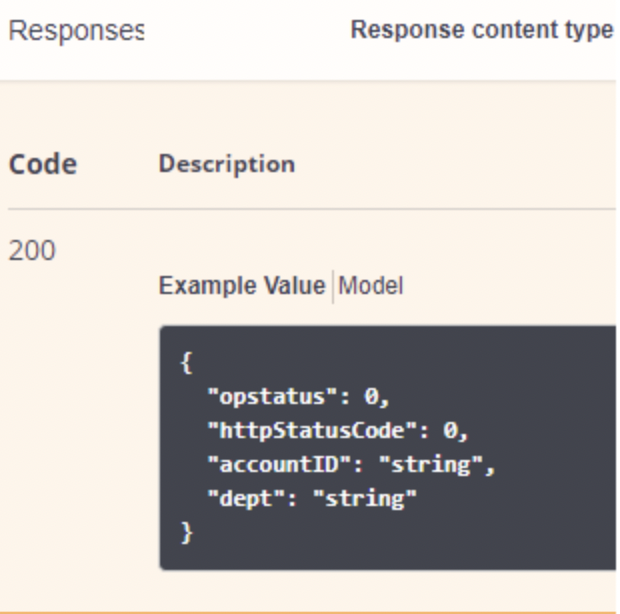 Responses Response content type
Code Description
200
Example Value Model
{
"opstatus": 0,
"httpStatusCode": 0,
"accountID": "string",
"dept": "string"
}